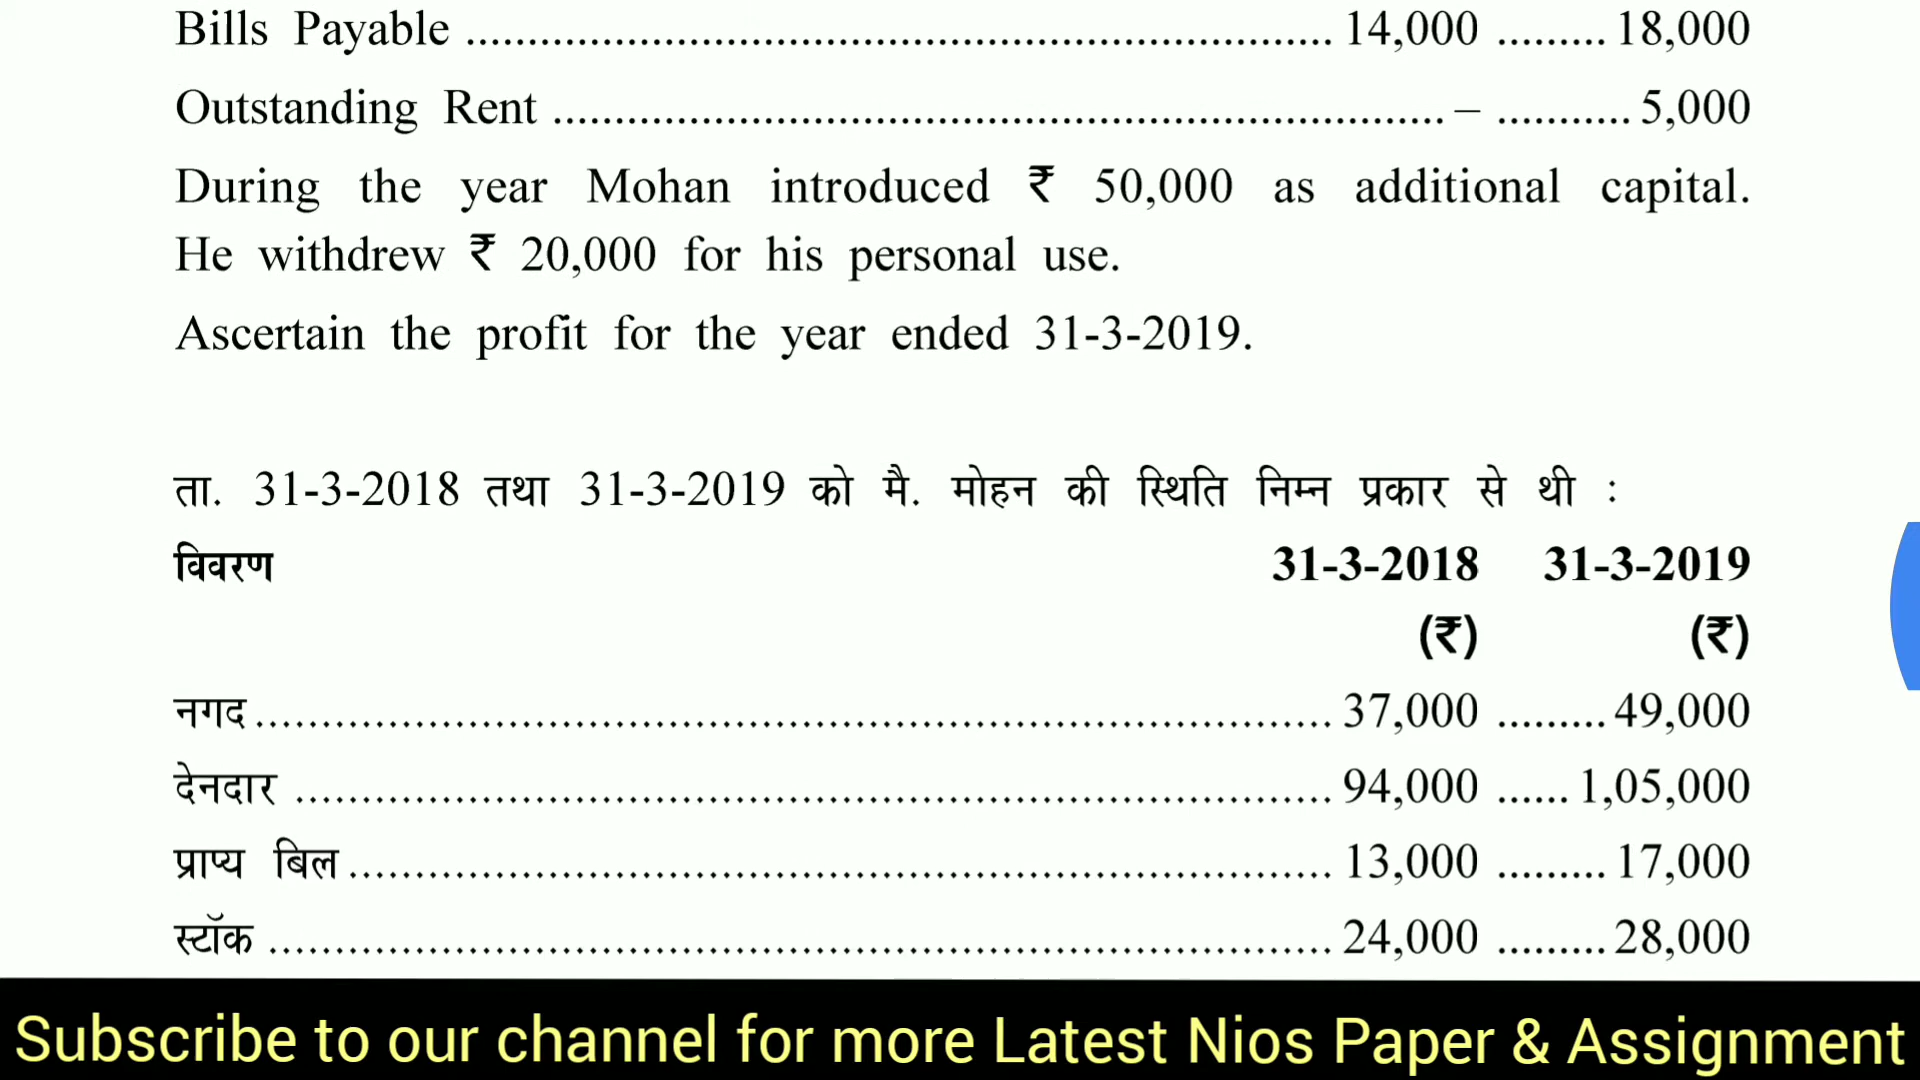 Bills Payable ...................................................................... 14,000 ......... 18,000
Outstanding Rent ........................................................................ – ........... 5,000
During the year Mohan introduced ₹ 50,000 as additional capital.
He withdrew ₹ 20,000 for his personal use.
Ascertain the profit for the year ended 31-3-2019.
ता. 31-3-2018 तथा 31-3-2019 को मै. मोहन की स्थिति निम्न प्रकार से थी :
विवरण 31-3-2018 31-3-2019
(₹) (₹)
नगद ................................................................................. 37,000 ......... 49,000
देनदार .............................................................................. 94,000 ...... 1,05,000
प्राप्य बिल .......................................................................... 13,000 ......... 17,000
स्टॉक ................................................................................ 24,000 ......... 28,000
Subscribe to our channel for more Latest Nios Paper & Assignment